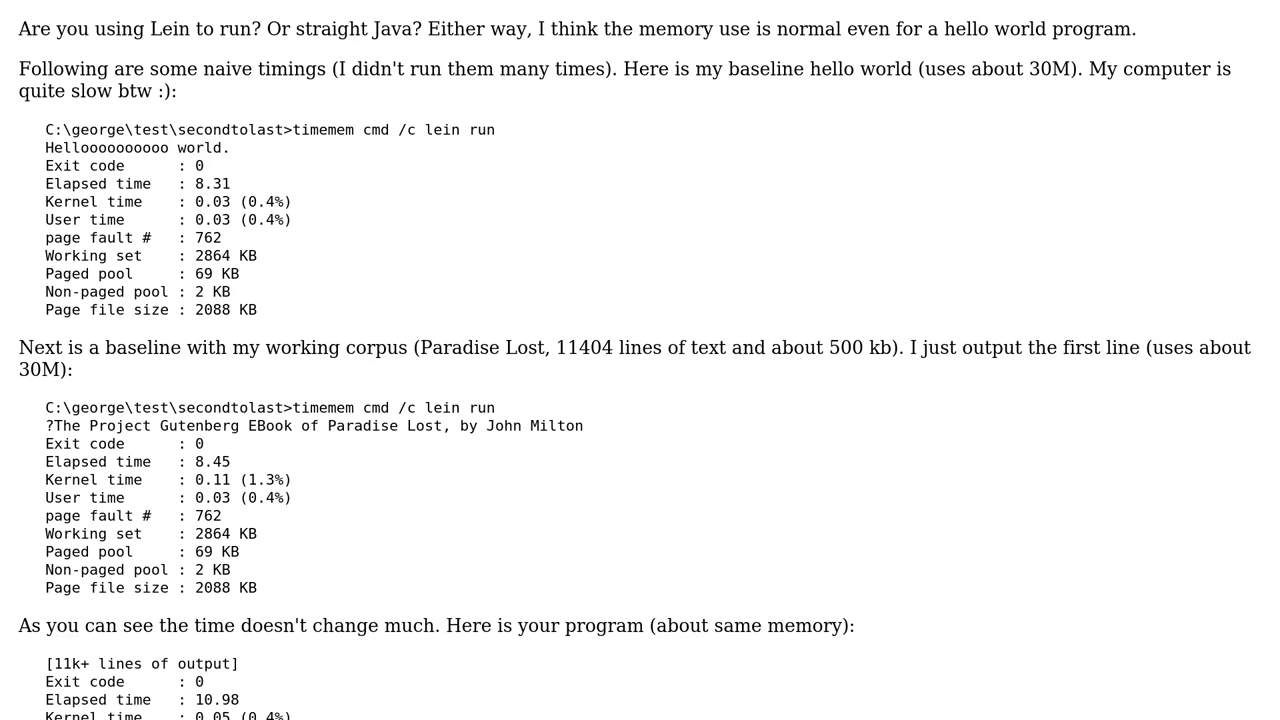 Are you using Lein to run? Or straight Java? Either way, I think the memory use is normal even for a hello world program.
Following are some naive timings (I didn't run them many times). Here is my baseline hello world (uses about 30M). My computer is
quite slow btw :):
C:\george\test\secondtolast>timemem cmd /c lein run
Helloooooooooo world.
Exit code      : 0
Elapsed time   : 8.31
Kernel time    : 0.03 (0.4%)
User time      : 0.03 (0.4%)
page fault #   : 762
Working set    : 2864 KB
Paged pool     : 69 KB
Non-paged pool : 2 KB
Page file size : 2088 KB
Next is a baseline with my working corpus (Paradise Lost, 11404 lines of text and about 500 kb). I just output the first line (uses about
30M):
C:\george\test\secondtolast>timemem cmd /c lein run
?The Project Gutenberg EBook of Paradise Lost, by John Milton
Exit code      : 0
Elapsed time   : 8.45
Kernel time    : 0.11 (1.3%)
User time      : 0.03 (0.4%)
page fault #   : 762
Working set    : 2864 KB
Paged pool     : 69 KB
Non-paged pool : 2 KB
Page file size : 2088 KB
As you can see the time doesn't change much. Here is your program (about same memory):
[11k+ lines of output]
Exit code      : 0
Elapsed time   : 10.98
Kernel time    : 0.05 (0.4%)